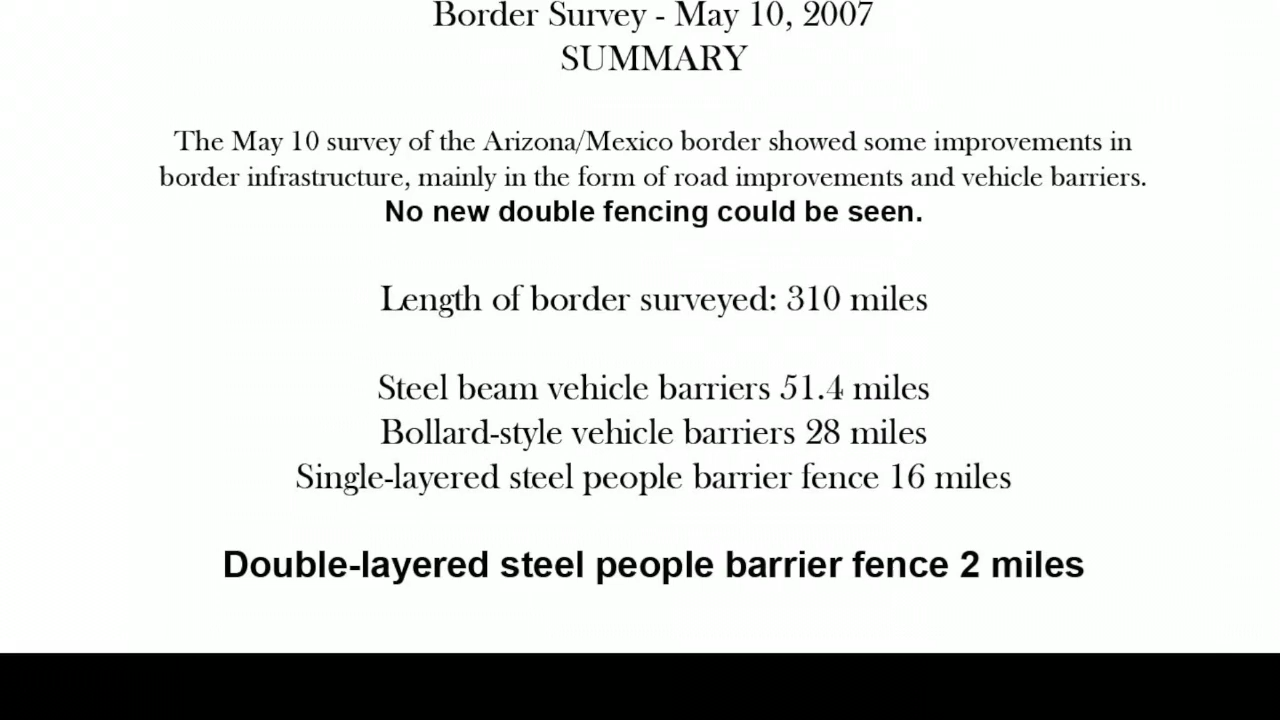 Border Survey - May 10, 2007
SUMMARY
The May 10 survey of the Arizona/Mexico border showed some improvements in
border infrastructure, mainly in the form of road improvements and vehicle barriers.
No new double fencing could be seen.
Length of border surveyed: 310 miles
Steel beam vehicle barriers 51.4 miles
Bollard-style vehicle barriers 28 miles
Single-layered steel people barrier fence 16 miles
Double-layered steel people barrier fence 2 miles